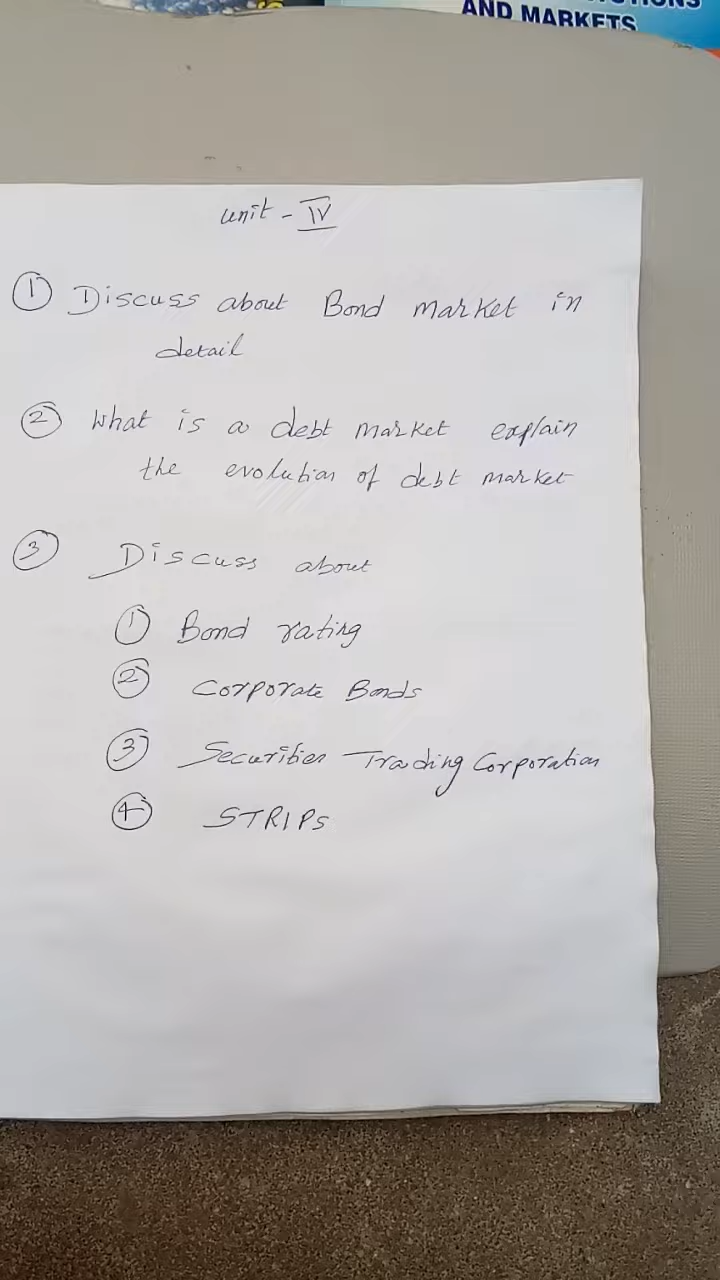 AND MARKETS
unit - IV
① Discuss about Bond market in
detail
② What is a debt market explain
the evolution of debt market
③ Discuss about
① Bond rating
② Corporate Bonds
③ Securities Trading Corporation
④ STRIPS